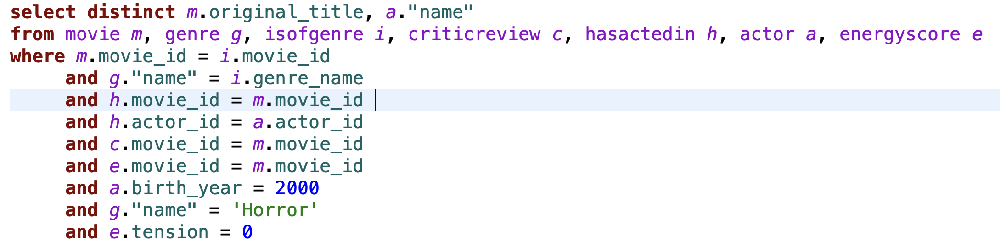 select distinct m.original_title, a."name"
from movie m, genre g, isofgenre i, criticreview c, hasactedin h, actor a, energyscore e
where m.movie_id = i.movie_id
and g."name" = i.genre_name
and h.movie_id = m.movie_id
and h.actor_id = a.actor_id
and c.movie_id = m.movie_id
and e.movie_id = m.movie_id
and a.birth_year = 2000
and g."name" = 'Horror'
and e.tension = 0